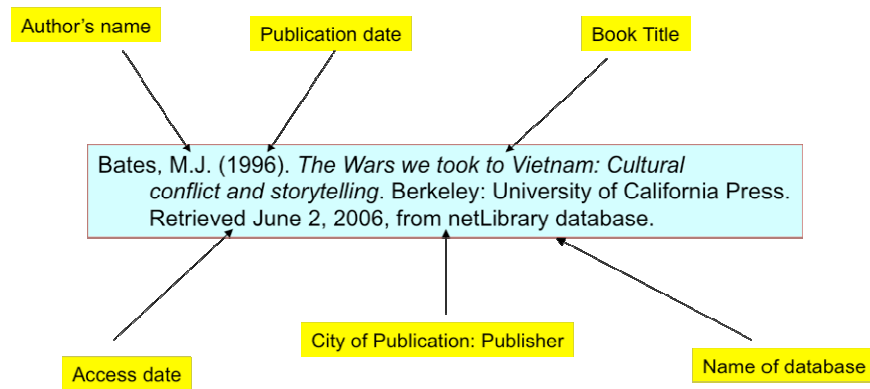 Author's name
Publication date
Book Title
Bates, M.J. (1996). The Wars we took to Vietnam: Cultural
conflict and storytelling. Berkeley: University of California Press.
Retrieved June 2, 2006, from netLibrary database.
City of Publication: Publisher
Access date
Name of database